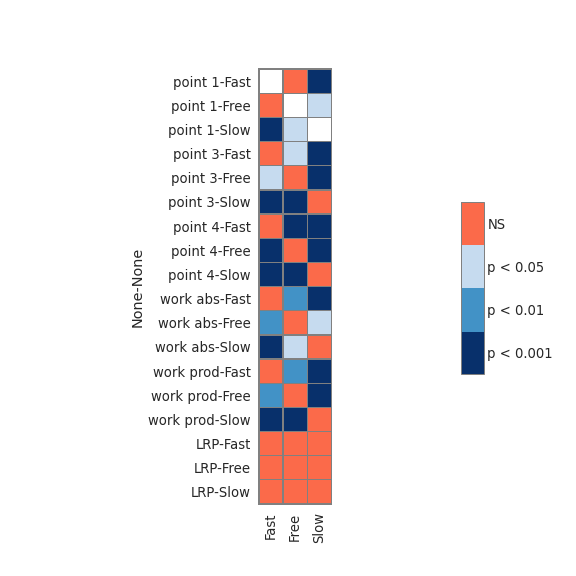 point 1-Fast
point 1-Free
point 1-Slow
point 3-Fast
point 3-Free
point 3-Slow
point 4-Fast
point 4-Free
point 4-Slow
work abs-Fast
work abs-Free
work abs-Slow
work prod-Fast
work prod-Free
work prod-Slow
LRP-Fast
LRP-Free
LRP-Slow
None-None
Fast
Free
Slow
NS
p < 0.05
p < 0.01
p < 0.001